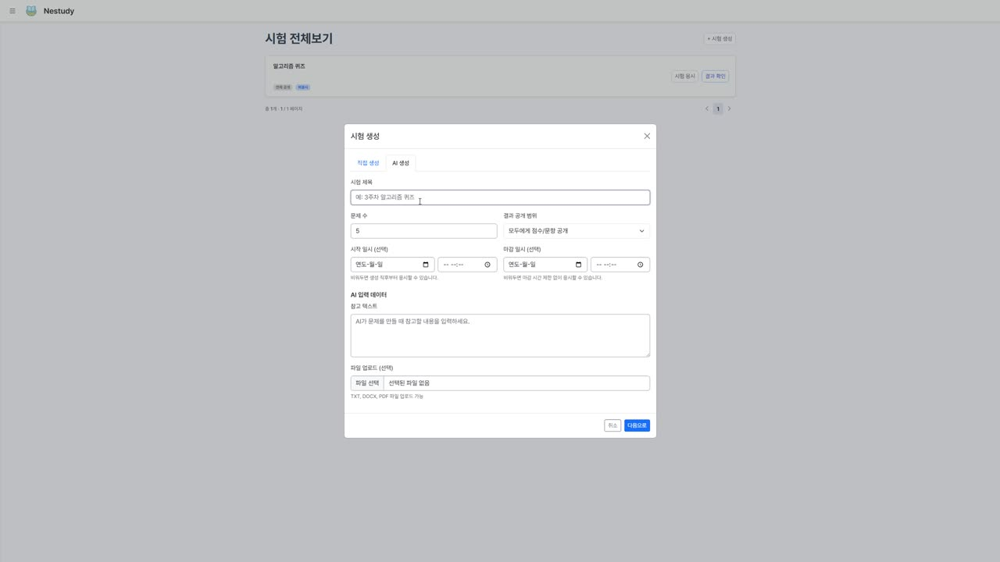 Nestudy
시험 전체보기
+ 시험 생성
알고리즘 퀴즈
전체 공개 미응시
시험 응시 결과 확인
총 1개 · 1 / 1 페이지
1
시험 생성
직접 생성 AI 생성
시험 제목
예: 3주차 알고리즘 퀴즈
문제 수 결과 공개 범위
5 모두에게 점수/문항 공개
시작 일시 (선택) 마감 일시 (선택)
연도-월-일 -- --:-- 연도-월-일 -- --:--
비워두면 생성 직후부터 응시할 수 있습니다. 비워두면 마감 시간 제한 없이 응시할 수 있습니다.
AI 입력 데이터
참고 텍스트
AI가 문제를 만들 때 참고할 내용을 입력하세요.
파일 업로드 (선택)
파일 선택 선택된 파일 없음
TXT, DOCX, PDF 파일 업로드 가능
취소 다음으로